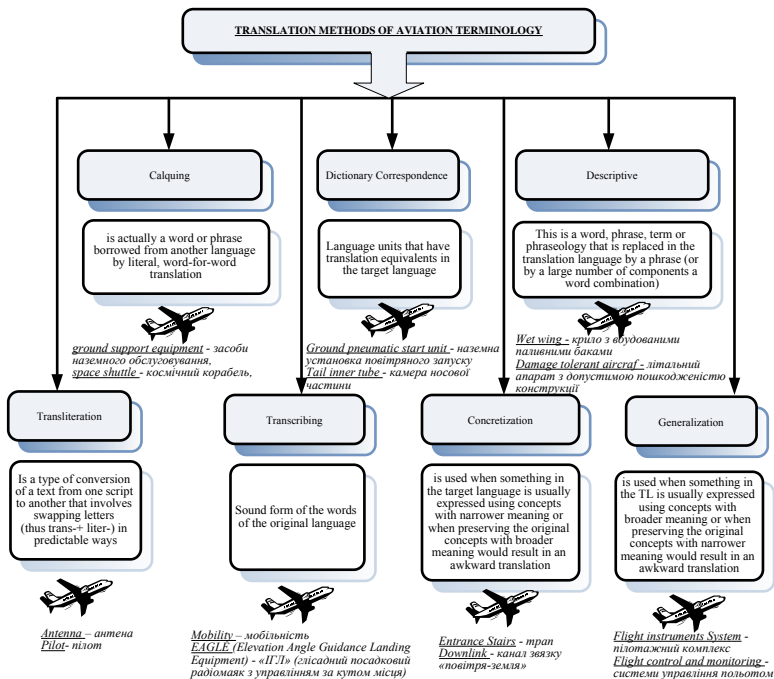 TRANSLATION METHODS OF AVIATION TERMINOLOGY
Calquing
is actually a word or phrase
borrowed from another language
by literal, word-for-word
translation
ground support equipment - засоби
наземного обслуговування,
space shuttle - космічний корабель,
Dictionary Correspondence
Language units that have
translation equivalents in
the target language
Ground pneumatic start unit - наземна
установка повітряного запуску
Tail inner tube - камера носової
частини
Descriptive
This is a word, phrase, term or
phraseology that is replaced in the
translation language by a phrase (or
by a large number of components a
word combination)
Wet wing - крило з вбудованими
паливними баками
Damage tolerant aircraf - літальний
апарат з допустимою пошкодженістю
конструкції
Transliteration
Is a type of conversion
of a text from one script
to another that involves
swapping letters
(thus trans-+ liter-) in
predictable ways
Antenna – антена
Pilot- пілот
Transcribing
Sound form of the words
of the original language
Mobility – мобільність
EAGLE (Elevation Angle Guidance Landing
Equiptment) - «ІГЛ» (глісадний посадковий
радіомаяк з управлінням за кутом місця)
Concretization
is used when something in
the target language is usually
expressed using concepts
with narrower meaning or
when preserving the original
concepts with broader
meaning would result in an
awkward translation
Entrance Stairs - трап
Downlink - канал звязку
«повітря-земля»
Generalization
is used when something in
the TL is usually
expressed using concepts
with broader meaning or when
preserving the original
concepts with narrower
meaning would result in an
awkward translation
Flight instruments System -
пілотажний комплекс
Flight control and monitoring -
системи управління польотом